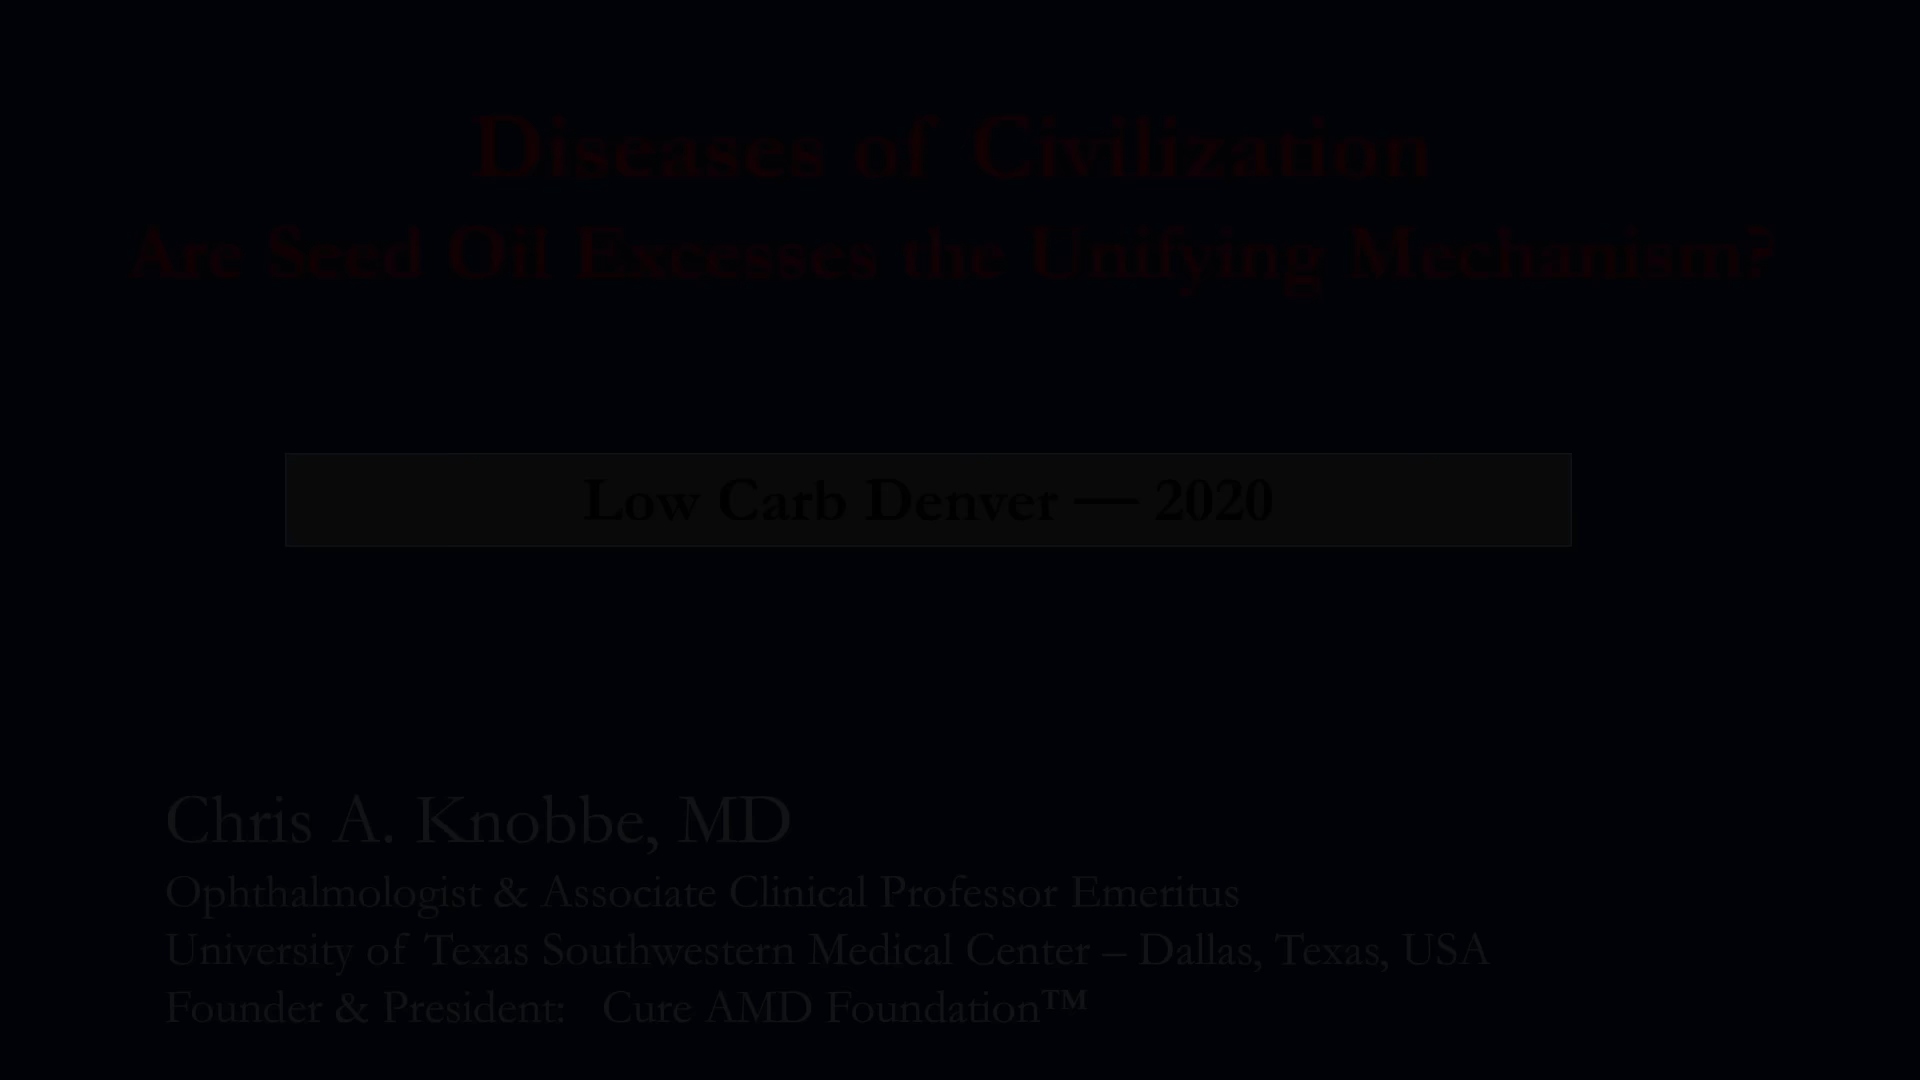 Diseases of Civilization
Are Seed Oil Excesses the Unifying Mechanism?
Low Carb Denver — 2020
Chris A. Knobbe, MD
Ophthalmologist & Associate Clinical Professor Emeritus
University of Texas Southwestern Medical Center – Dallas, Texas, USA
Founder & President: Cure AMD Foundation™